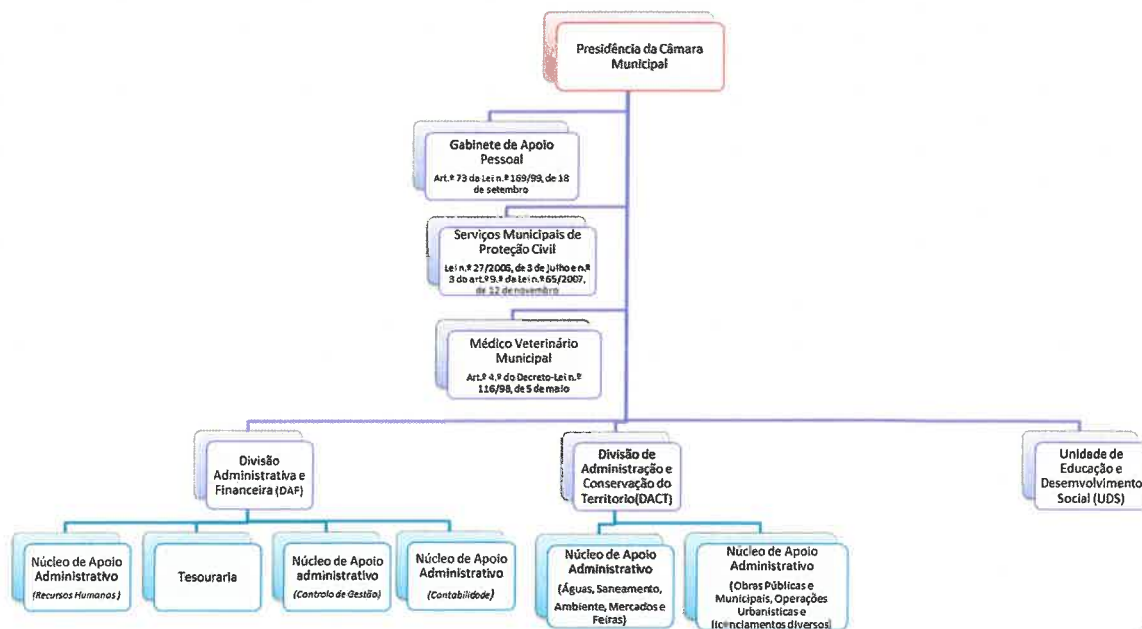 Presidência da Câmara
Municipal
Gabinete de Apoio
Pessoal
Art.º 73 da Lei n.º 169/99, de 18
de setembro
Serviços Municipais de
Proteção Civil
Lei n.º 27/2006, de 3 de Julho e n.º
3 do art.º 9.º da Lei n.º 65/2007,
de 12 de novembro
Médico Veterinário
Municipal
Art.º 4.º do Decreto-Lei n.º
116/98, de 5 de maio
Divisão
Administrativa e
Financeira (DAF)
Divisão de
Administração e
Conservação do
Territorio(DACT)
Unidade de
Educação e
Desemvolvimento
Social (UDS)
Núcleo de Apoio
Administrativo
(Recursos Humanos)
Tesouraria
Núcleo de Apoio
administrativo
(Controlo de Gestão)
Núcleo de Apoio
Administrativo
(Contabilidade)
Núcleo de Apoio
Administrativo
(Águas, Saneamento,
Ambiente, Mercados e
Feiras)
Núcleo de Apoio
Administrativo
(Obras Públicas e
Municipais, Operações
Urbanísticas e
licenciamentos diversos)